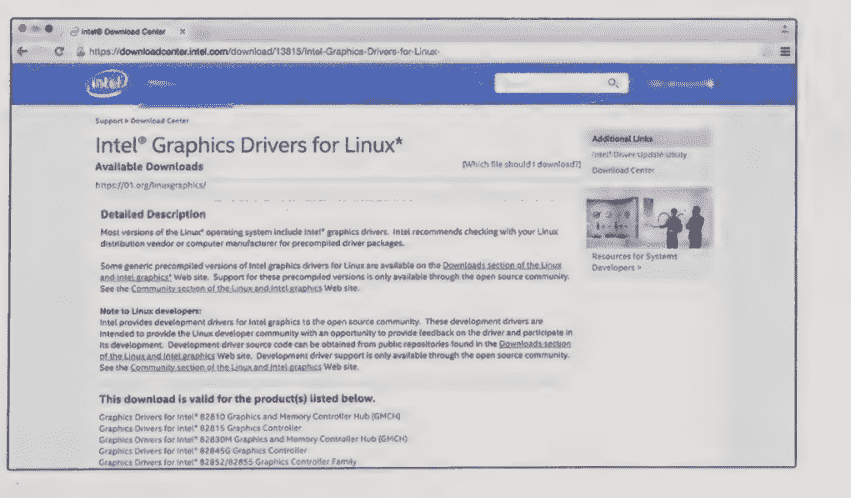 Intel® Download Center
https://downloadcenter.intel.com/download/13815/Intel-Graphics-Drivers-for-Linux-
intel
Support > Download Center
Intel® Graphics Drivers for Linux*
Available Downloads
[Which file should I download?]
https://01.org/linuxgraphics/
Detailed Description
Most versions of the Linux* operating system include Intel® graphics drivers. Intel recommends checking with your Linux
distribution vendor or computer manufacturer for precompiled driver packages.
Some generic precompiled versions of Intel graphics drivers for Linux are available on the Downloads section of the Linux
and Intel graphics* Web site. Support for these precompiled versions is only available through the open source community.
See the Community section of the Linux and Intel graphics Web site.
Note to Linux developers:
Intel provides development drivers for Intel graphics to the open source community. These development drivers are
intended to provide the Linux developer community with an opportunity to provide feedback on the driver and participate in
its development. Development driver source code can be obtained from public repositories found in the Downloads section
of the Linux and Intel graphics Web site. Development driver support is only available through the open source community.
See the Community section of the Linux and Intel graphics Web site.
This download is valid for the product(s) listed below.
Graphics Drivers for Intel® 82810 Graphics and Memory Controller Hub (GMCH)
Graphics Drivers for Intel® 82815 Graphics Controller
Graphics Drivers for Intel® 82830M Graphics and Memory Controller Hub (GMCH)
Graphics Drivers for Intel® 82845G Graphics Controller
Graphics Drivers for Intel® 82852/82855 Graphics Controller Family
Additional Links
Intel® Driver Update Utility
Download Center
Resources for Systems
Developers >